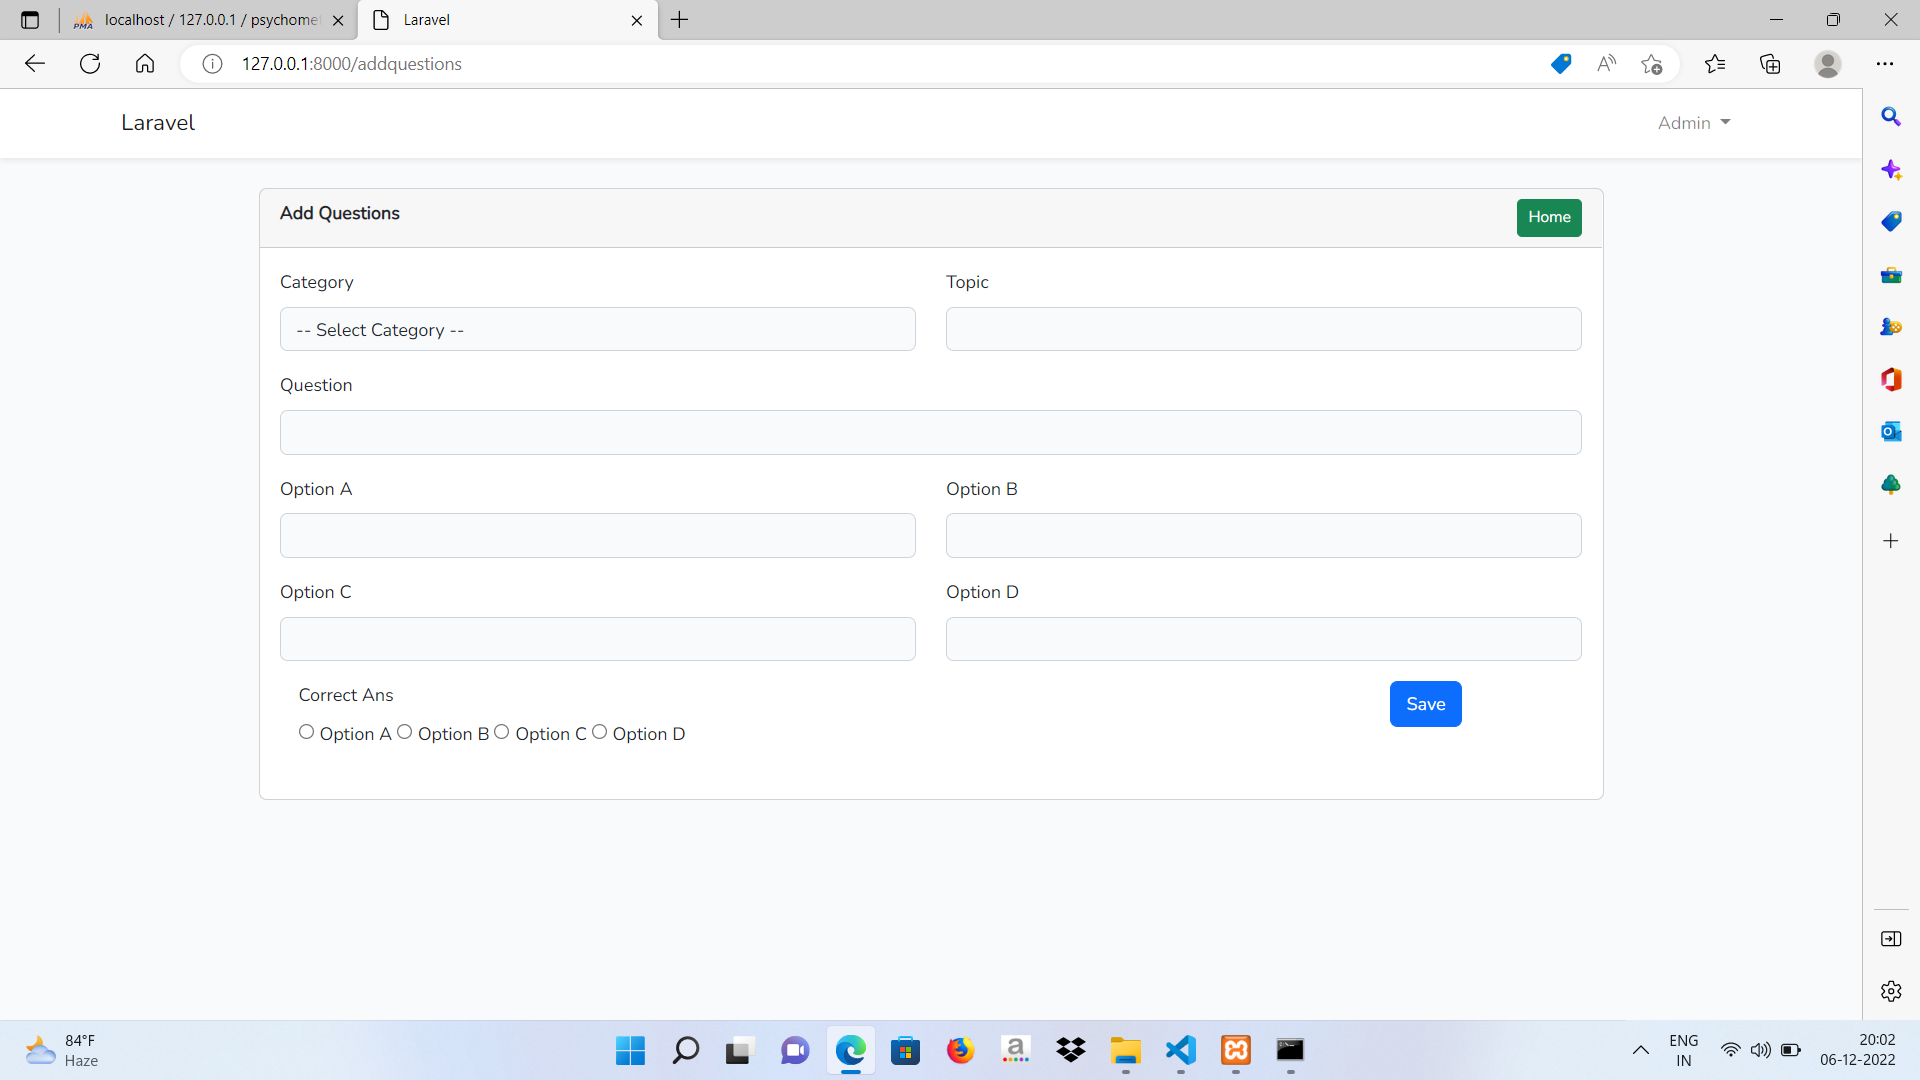 PMA
localhost / 127.0.0.1 / psychome
Laravel
127.0.0.1:8000/addquestions
Laravel
Admin
Add Questions
Home
Category
Topic
-- Select Category --
Question
Option A
Option B
Option C
Option D
Correct Ans
Save
Option A Option B Option C Option D
84°F
Haze
a
ENG
IN
20:02
06-12-2022